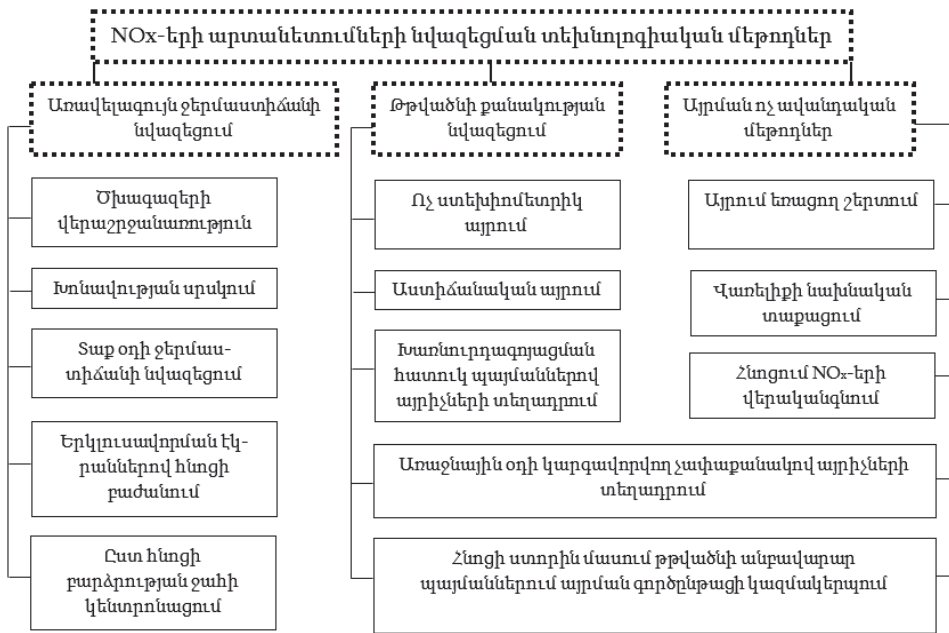 NOx-երի արտանետումների նվազեցման տեխնոլոգիական մեթոդներ
Առավելագույն ջերմաստիճանի
նվազեցում
Ծխագազերի
վերաշրջանառություն
Խոնավության սրսկում
Տաք օդի ջերմաս-
տիճանի նվազեցում
Երկլուսավորման էկ-
րաններով հնոցի
բաժանում
Ըստ հնոցի
բարձրության ջահի
կենտրոնացում
Թթվածնի քանակության
նվազեցում
Ոչ ստեխիոմետրիկ
այրում
Աստիճանական այրում
Խառնուրդագոյացման
հատուկ պայմաններով
այրիչների տեղադրում
Առաջնային օդի կարգավորվող չափաքանակով այրիչների
տեղադրում
Հնոցի ստորին մասում թթվածնի անբավարար
պայմաններում այրման գործընթացի կազմակերպում
Այրման ոչ ավանդական
մեթոդներ
Այրում եռացող շերտում
Վառելիքի նախնական
տաքացում
Հնոցում NOx-երի
վերականգնում